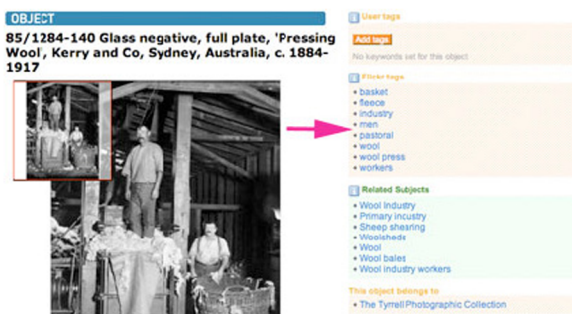 OBJECT
85/1284-140 Glass negative, full plate, 'Pressing
Wool', Kerry and Co, Sydney, Australia, c. 1884-
1917
User tags
Add tags
No keywords set for this object
Flickr tags
• basket
• fleece
• industry
• men
• pastoral
• wool
• wool press
• workers
Related Subjects
• Wool Industry
• Primary industry
• Sheep shearing
• Woolsheds
• Wool
• Wool bales
• Wool industry workers
This object belongs to
• The Tyrrell Photographic Collection